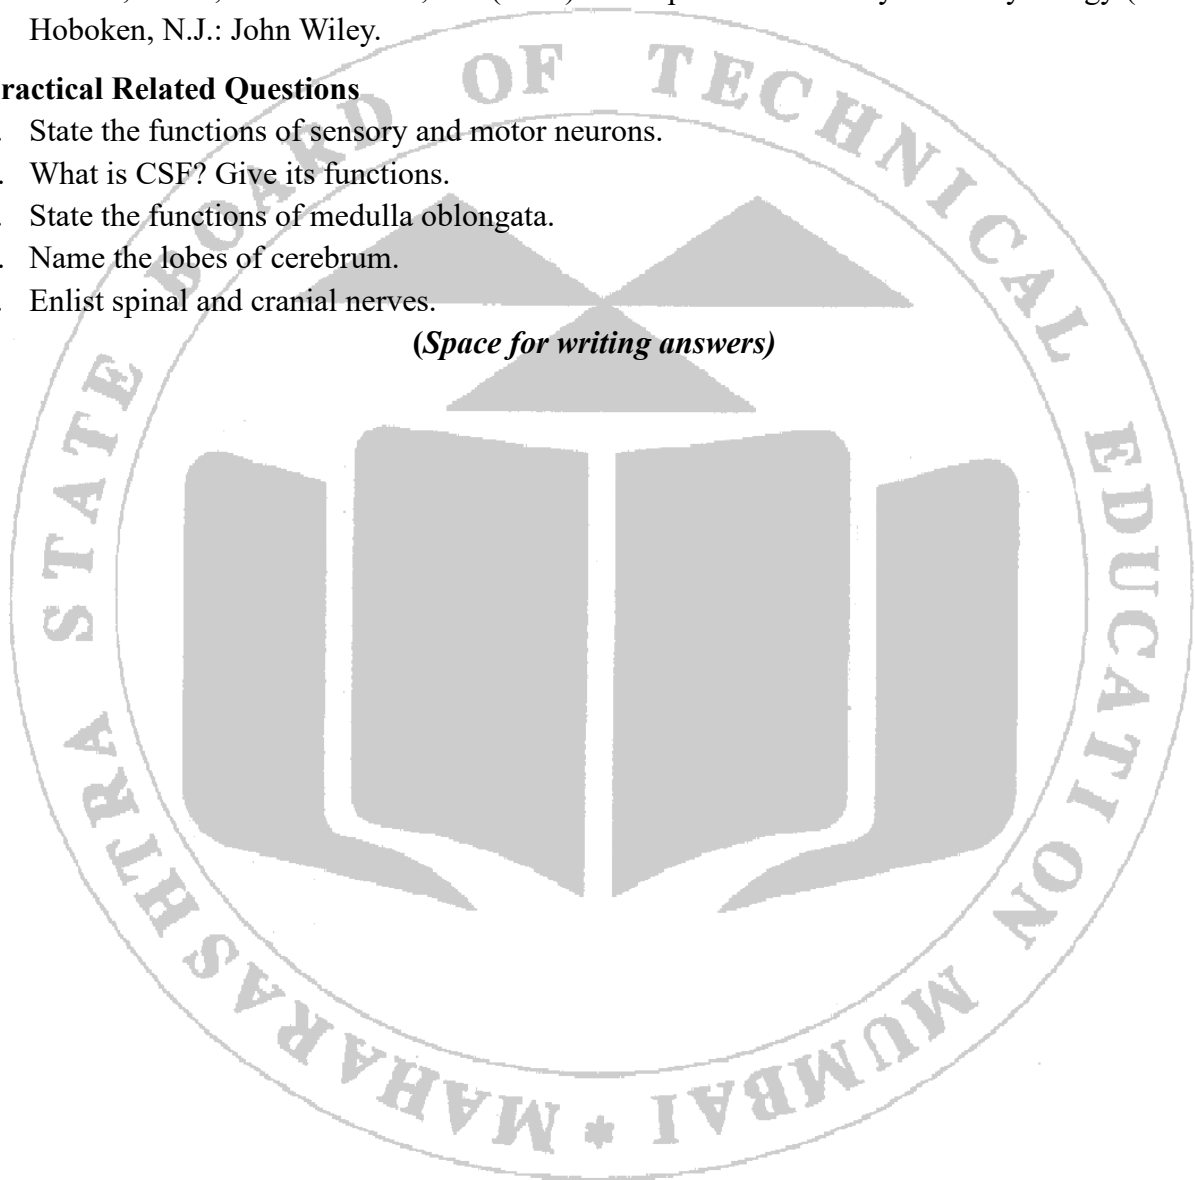 Hoboken, N.J.: John Wiley.
ractical Related Questions
. State the functions of sensory and motor neurons.
. What is CSF? Give its functions.
. State the functions of medulla oblongata.
. Name the lobes of cerebrum.
. Enlist spinal and cranial nerves.
(Space for writing answers)
MAHARASHTRA STATE BOARD OF TECHNICAL EDUCATION MUMBAI *